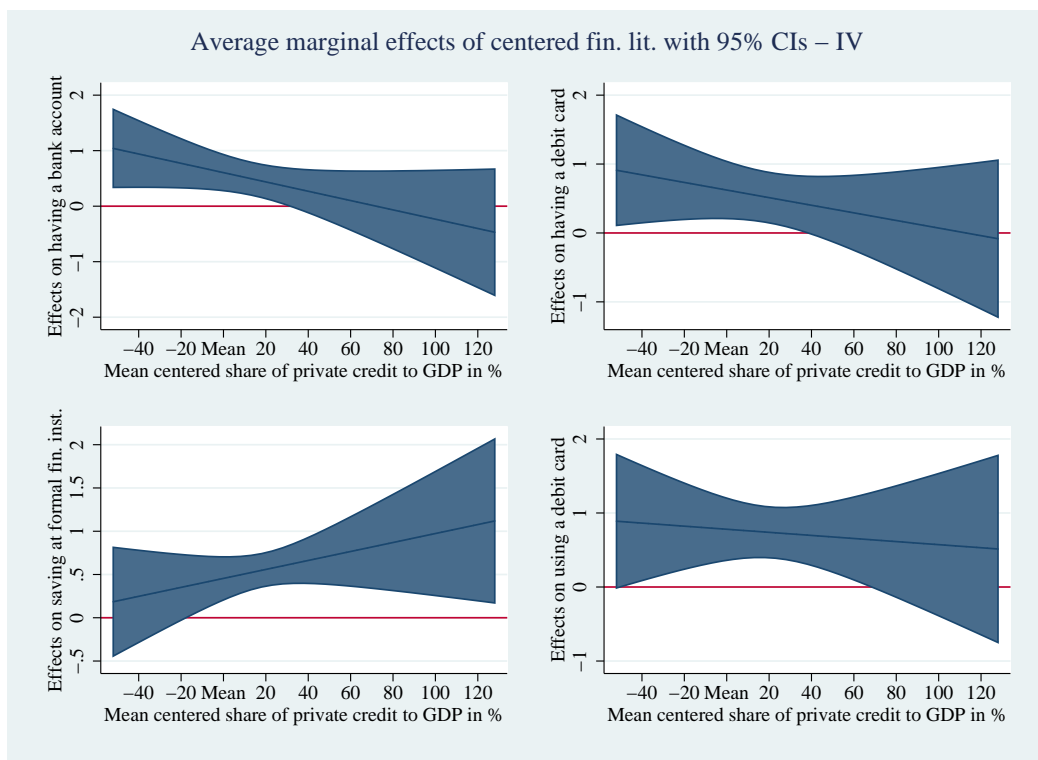 Average marginal effects of centered fin. lit. with 95% CIs – IV
Effects on having a bank account
2
1
0
−1
−2
−40 −20 Mean 20 40 60 80 100 120
Mean centered share of private credit to GDP in %
Effects on having a debit card
2
1
0
−1
−40 −20 Mean 20 40 60 80 100 120
Mean centered share of private credit to GDP in %
Effects on saving at formal fin. inst.
2
1.5
1
.5
0
−.5
−40 −20 Mean 20 40 60 80 100 120
Mean centered share of private credit to GDP in %
Effects on using a debit card
2
1
0
−1
−40 −20 Mean 20 40 60 80 100 120
Mean centered share of private credit to GDP in %